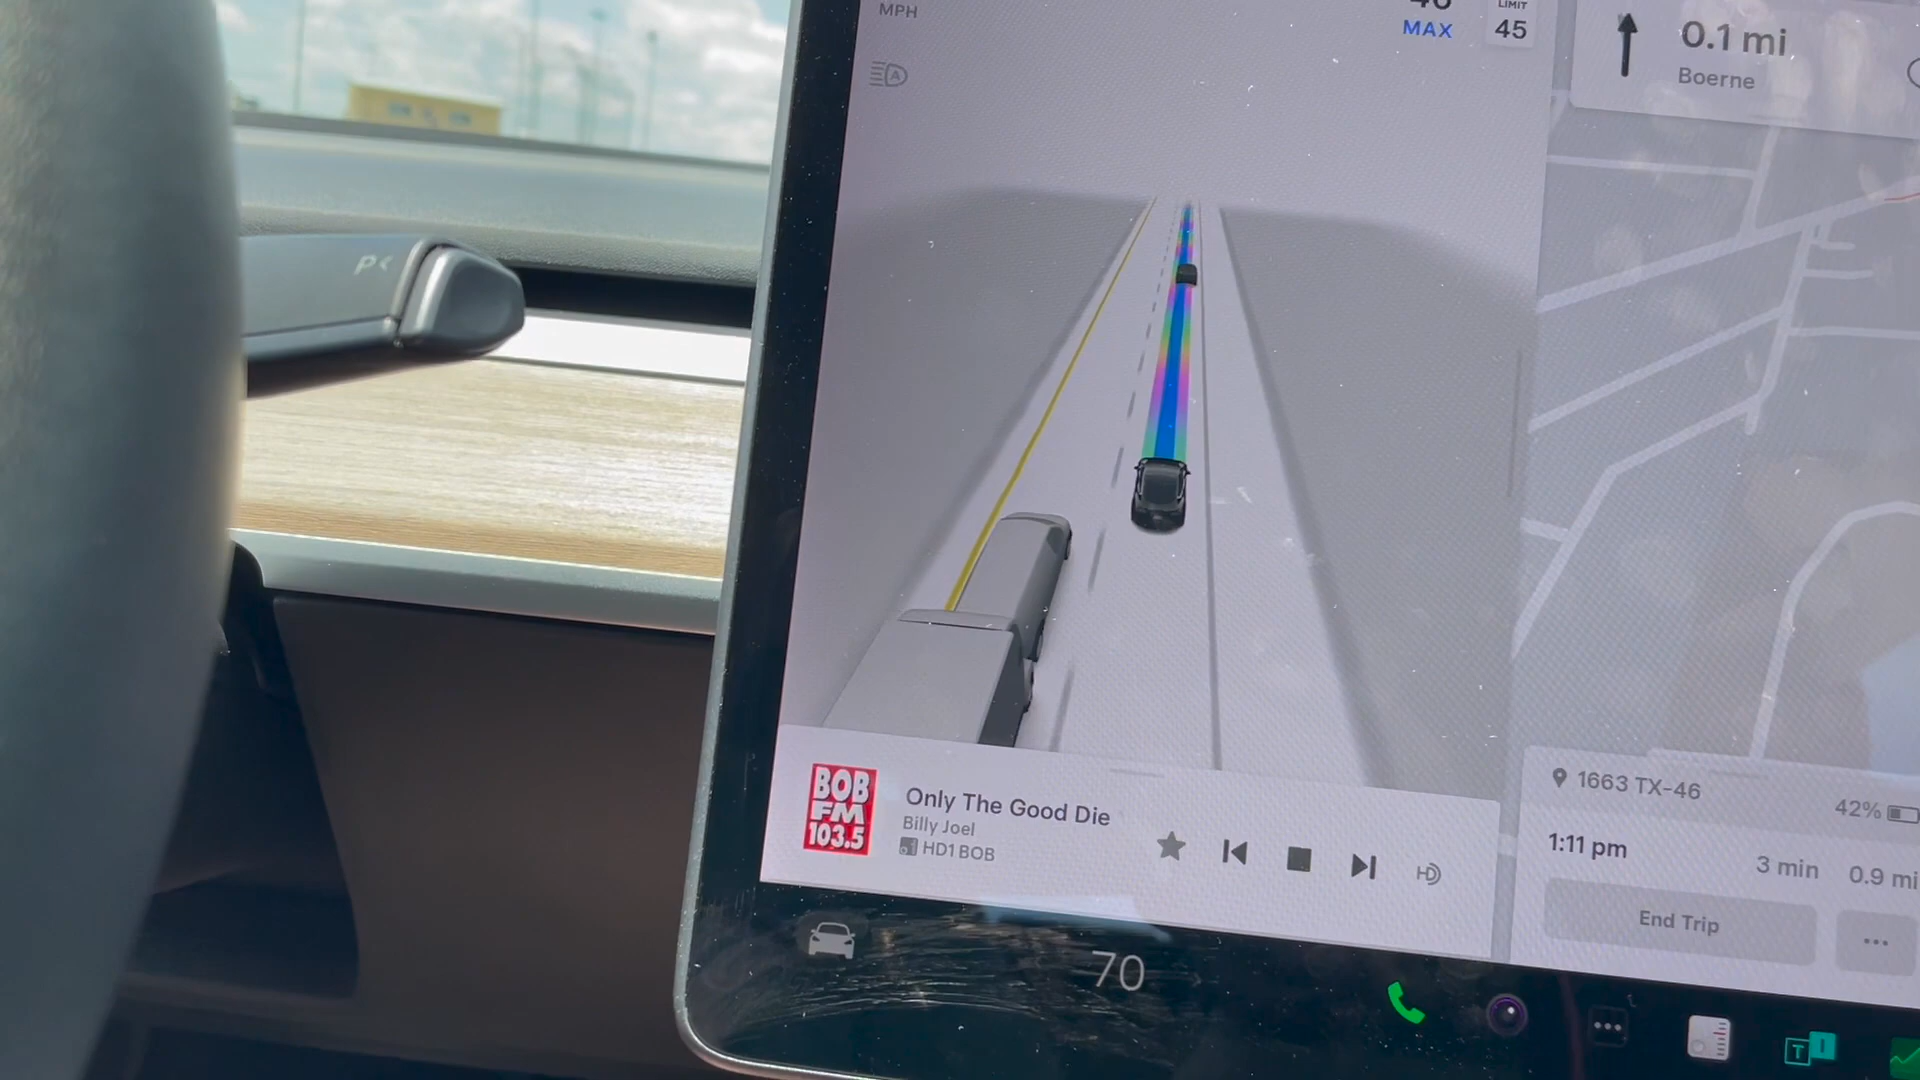 MPH
MAX
LIMIT
45
0.1 mi
Boerne
P<
A
BOB
FM
103.5
Only The Good Die
Billy Joel
HD1 BOB
HD
1663 TX-46
42%
1:11 pm
3 min
0.9 mi
End Trip
70
T
I